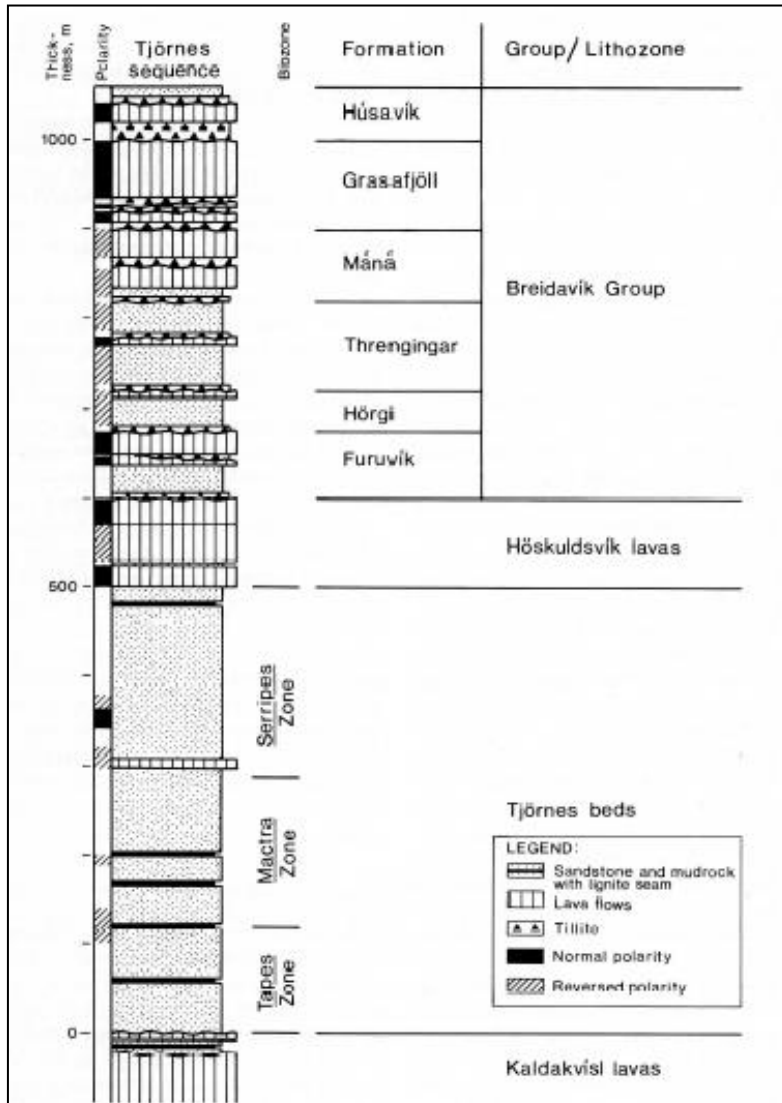 Thick-
ness, m
Polarity
Tjörnes
sequence
Biozone
Formation
Group/Lithozone
Húsavík
1000
Grasafjöll
Máná
Breidavík Group
Threngingar
Hörgi
Furuvík
Höskuldsvík lavas
500
Serripes
Zone
Mactra
Zone
Tapes
Zone
Tjörnes beds
LEGEND:
Sandstone and mudrock
with lignite seam
Lava flows
Tillite
Normal polarity
Reversed polarity
0
Kaldakvísl lavas